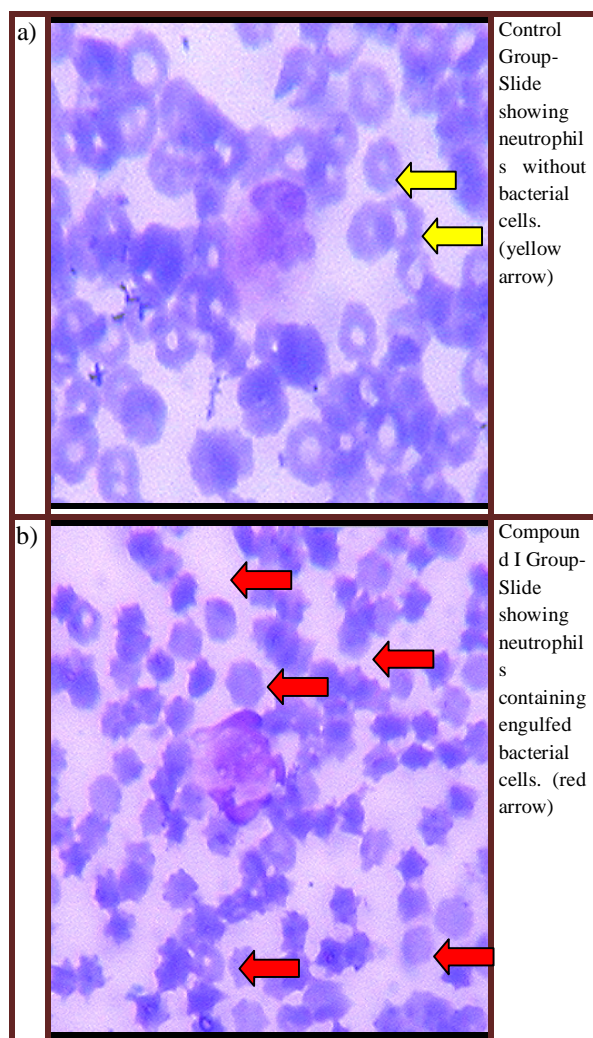 a)
Control
Group-
Slide
showing
neutrophil
s without
bacterial
cells.
(yellow
arrow)
b)
Compoun
d I Group-
Slide
showing
neutrophil
s
containing
engulfed
bacterial
cells. (red
arrow)